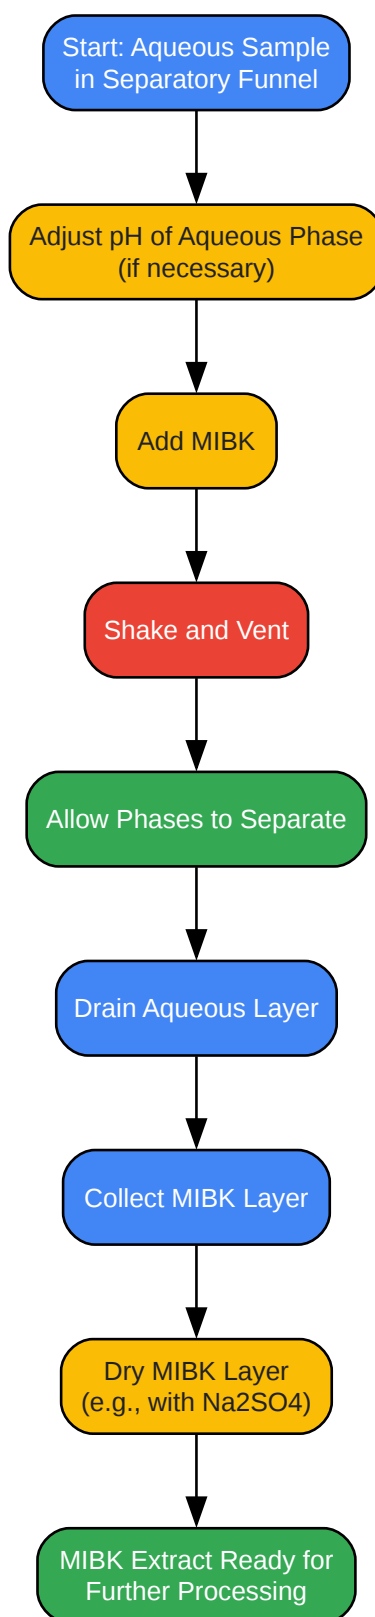 Start: Aqueous Sample
in Separatory Funnel
Adjust pH of Aqueous Phase
(if necessary)
Add MIBK
Shake and Vent
Allow Phases to Separate
Drain Aqueous Layer
Collect MIBK Layer
Dry MIBK Layer
(e.g., with Na2SO4)
MIBK Extract Ready for
Further Processing